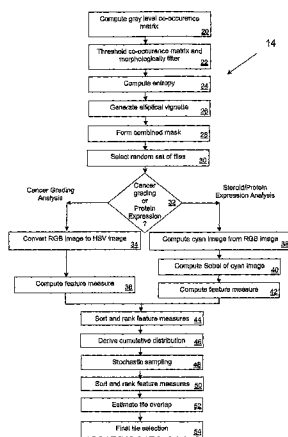 Compute gray level co-occurence
matrix
20
14
Threshold co-occurence matrix and
morphologically filter
22
Compute entropy
24
Generate elliptical vignette
26
Form combined mask
28
Select random set of tiles
30
Cancer Grading
Analysis
Cancer
grading
or
Protein
Expression
?
32
Steroid/Protein
Expression Analysis
Convert RGB image to HSV image
34
Compute cyan image from RGB image
38
Compute Sobel of cyan image
40
Compute feature measure
36
Compute feature measure
42
Sort and rank feature measures
44
Derive cumulative distribution
46
Stochastic sampling
48
Sort and rank feature measures
50
Estimate tile overlap
52
Final tile selection
54